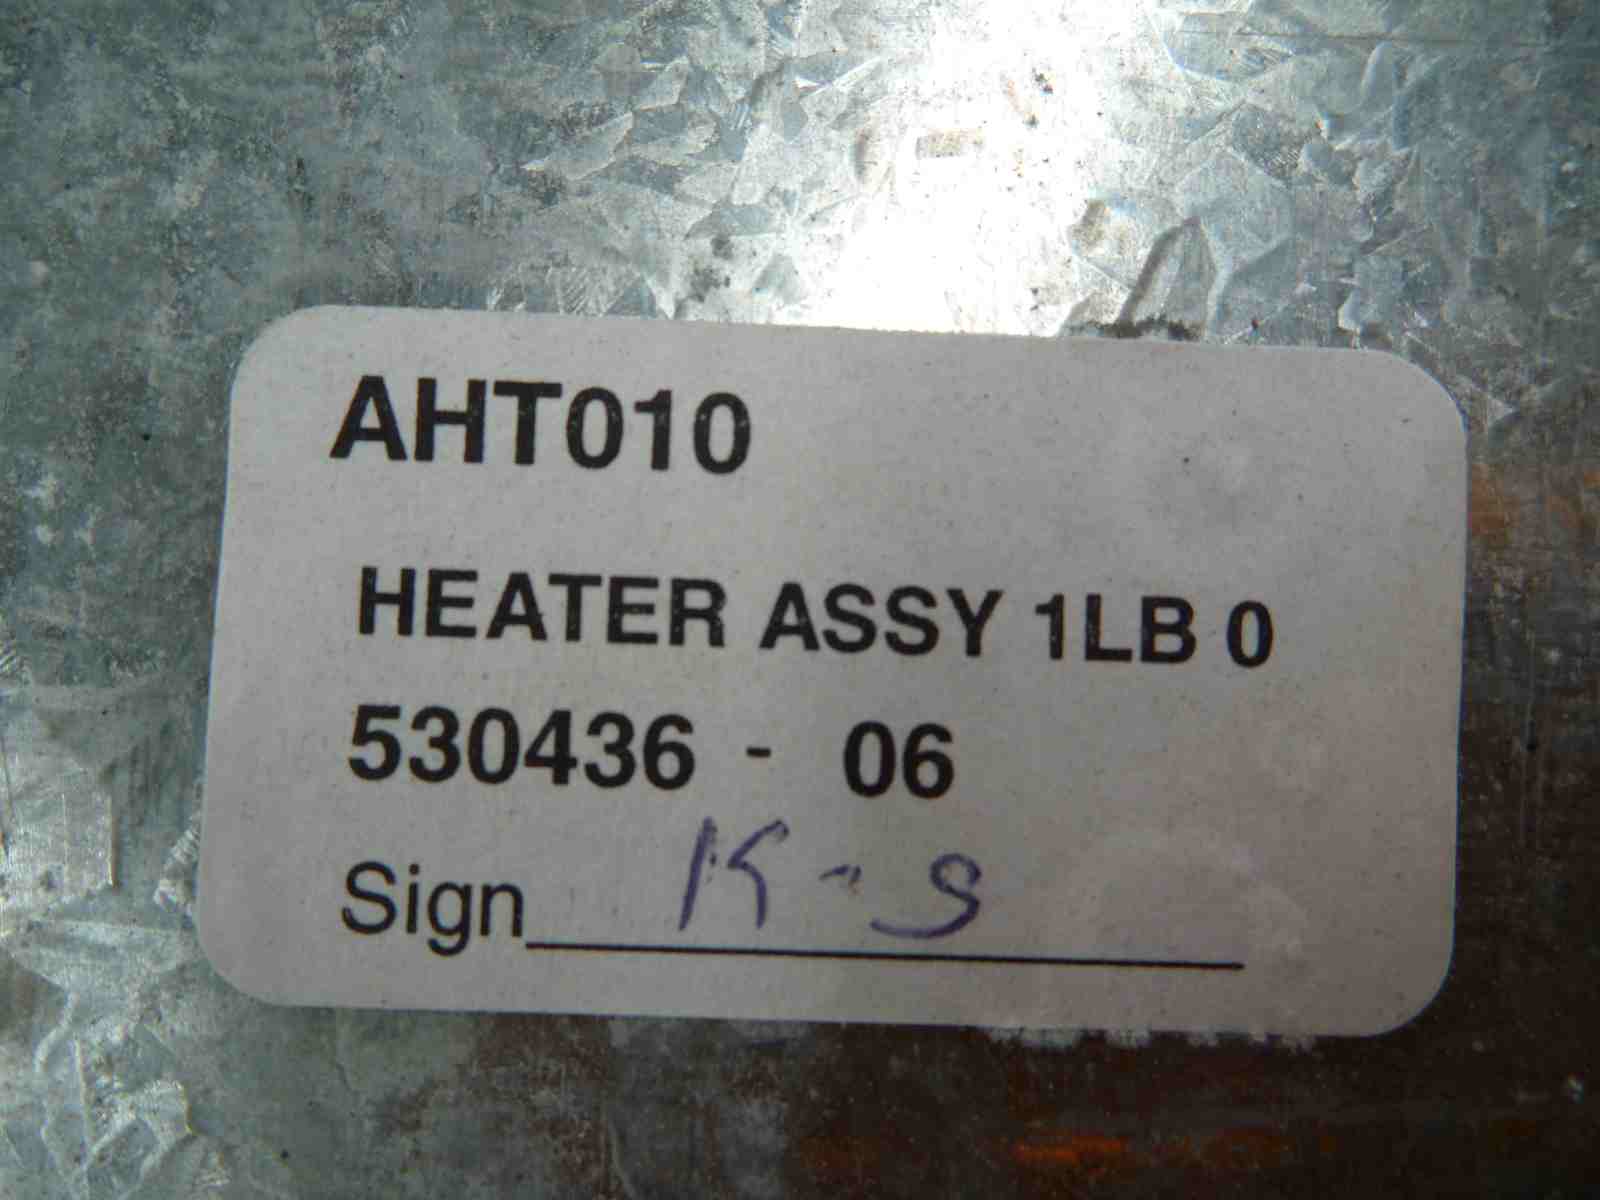 AHT010
HEATER ASSY 1LB 0
530436 - 06
Sign K-S